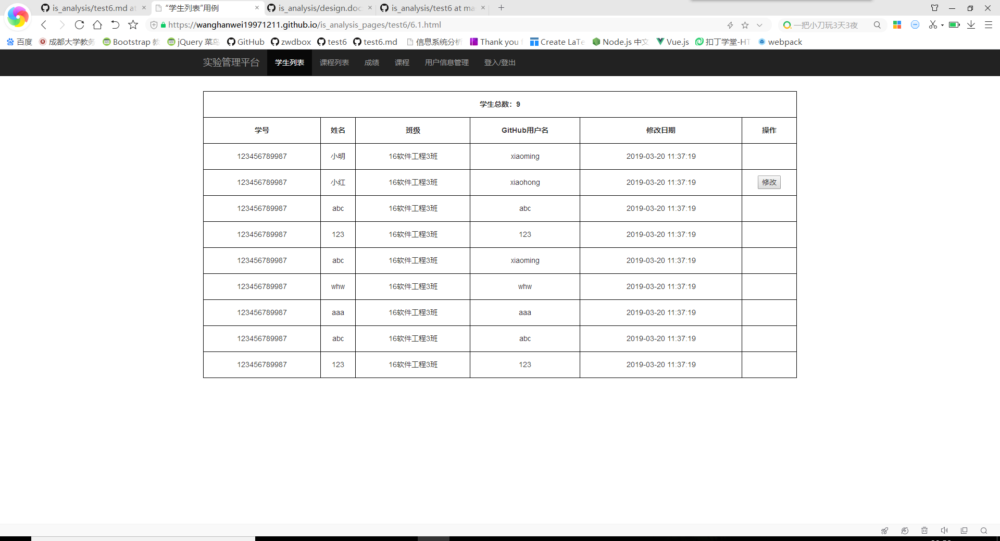 is_analysis/test6.md at
“学生列表”用例
is_analysis/design.doc
is_analysis/test6 at ma
https://wanghanwei19971211.github.io/is_analysis_pages/test6/6.1.html
一把小刀玩3天3夜
百度 成都大学教务 Bootstrap 教 jQuery 菜鸟 GitHub zwdbox test6 test6.md 信息系统分析 Thank you Create LaTe Node.js 中文 Vue.js 扣丁学堂-HT webpack
实验管理平台 学生列表 课程列表 成绩 课程 用户信息管理 登入/登出
学生总数：9
学号 姓名 班级 GitHub用户名 修改日期 操作
123456789987 小明 16软件工程3班 xiaoming 2019-03-20 11:37:19
123456789987 小红 16软件工程3班 xiaohong 2019-03-20 11:37:19 修改
123456789987 abc 16软件工程3班 abc 2019-03-20 11:37:19
123456789987 123 16软件工程3班 123 2019-03-20 11:37:19
123456789987 abc 16软件工程3班 xiaoming 2019-03-20 11:37:19
123456789987 whw 16软件工程3班 whw 2019-03-20 11:37:19
123456789987 aaa 16软件工程3班 aaa 2019-03-20 11:37:19
123456789987 abc 16软件工程3班 abc 2019-03-20 11:37:19
123456789987 123 16软件工程3班 123 2019-03-20 11:37:19